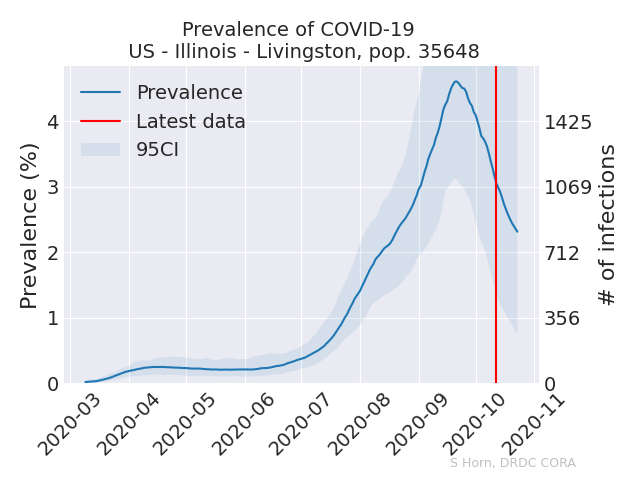 Prevalence of COVID-19
US - Illinois - Livingston, pop. 35648
Prevalence
Latest data
95CI
Prevalence (%)
4
3
2
1
0
1425
1069
712
356
0
# of infections
2020-03
2020-04
2020-05
2020-06
2020-07
2020-08
2020-09
2020-10
2020-11
S Horn, DRDC CORA